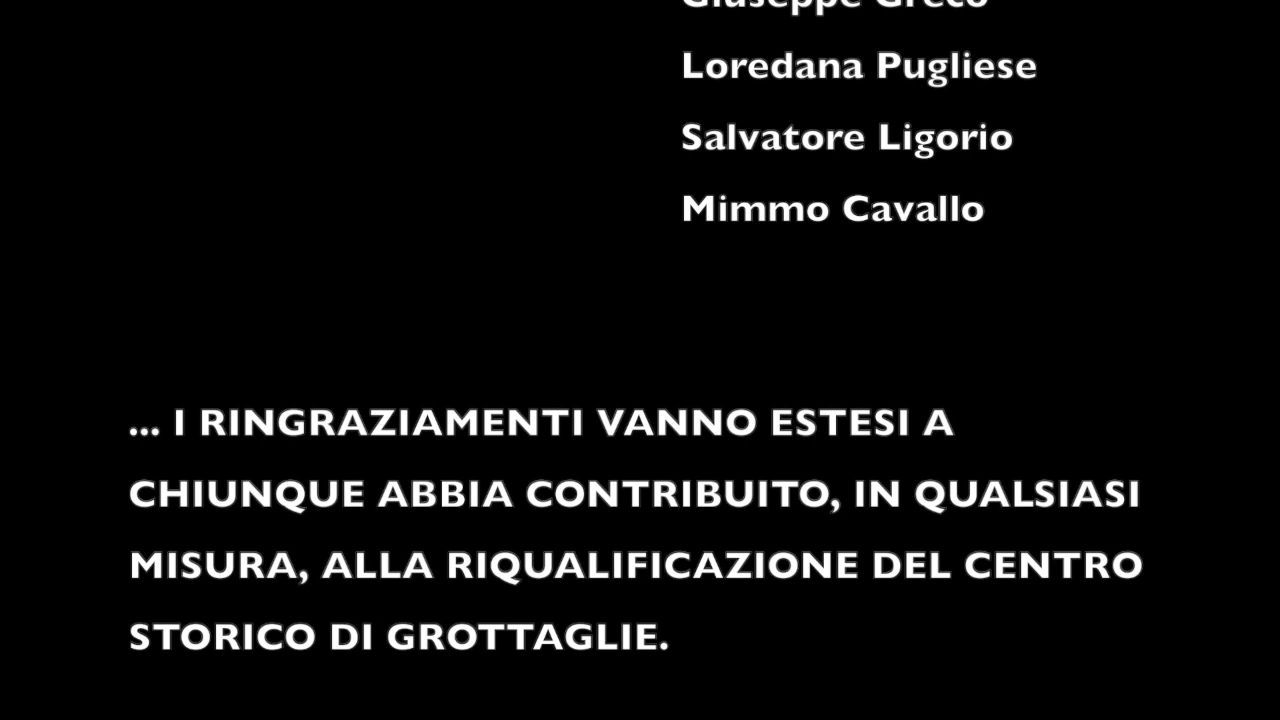 Giuseppe Greco
Loredana Pugliese
Salvatore Ligorio
Mimmo Cavallo
... I RINGRAZIAMENTI VANNO ESTESI A
CHIUNQUE ABBIA CONTRIBUITO, IN QUALSIASI
MISURA, ALLA RIQUALIFICAZIONE DEL CENTRO
STORICO DI GROTTAGLIE.